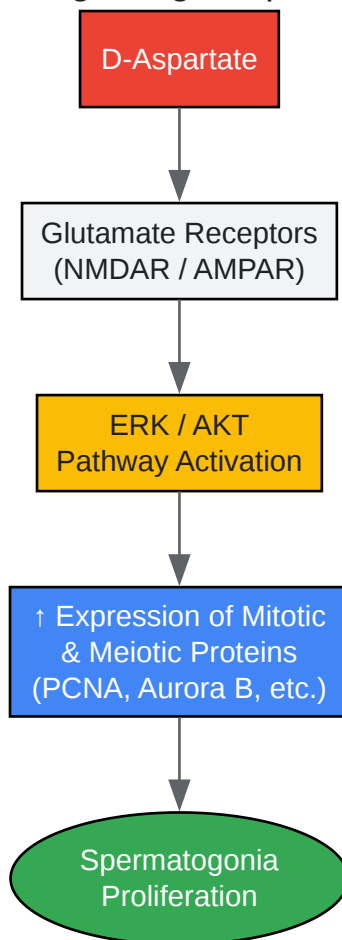 D-Aspartate
Glutamate Receptors
(NMDAR / AMPAR)
ERK / AKT
Pathway Activation
↑ Expression of Mitotic
& Meiotic Proteins
(PCNA, Aurora B, etc.)
Spermatogonia
Proliferation